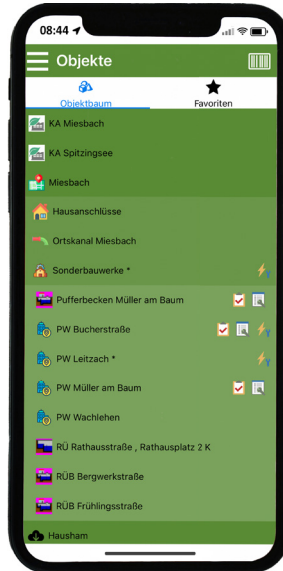 08:44
Objekte
Objektbaum
Favoriten
KA Miesbach
KA Spitzingsee
Miesbach
Hausanschlüsse
Ortskanal Miesbach
Sonderbauwerke *
Pufferbecken Müller am Baum
PW Bucherstraße
PW Leitzach *
PW Müller am Baum
PW Wachlehen
RÜ Rathausstraße , Rathausplatz 2 K
RÜB Bergwerkstraße
RÜB Frühlingsstraße
Hausham